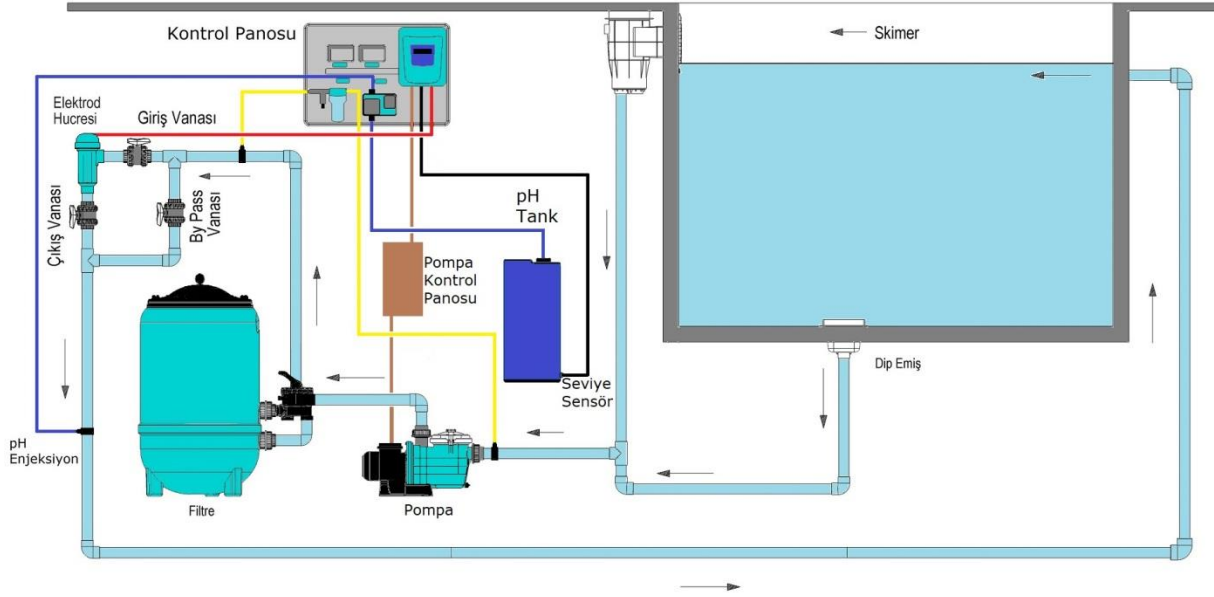 Kontrol Panosu
Skimer
Elektrod
Hucresi
Giriş Vanası
Çıkış Vanası
By Pass
Vanası
pH
Tank
Pompa
Kontrol
Panosu
Seviye
Sensör
Dip Emiş
pH
Enjeksiyon
Filtre
Pompa